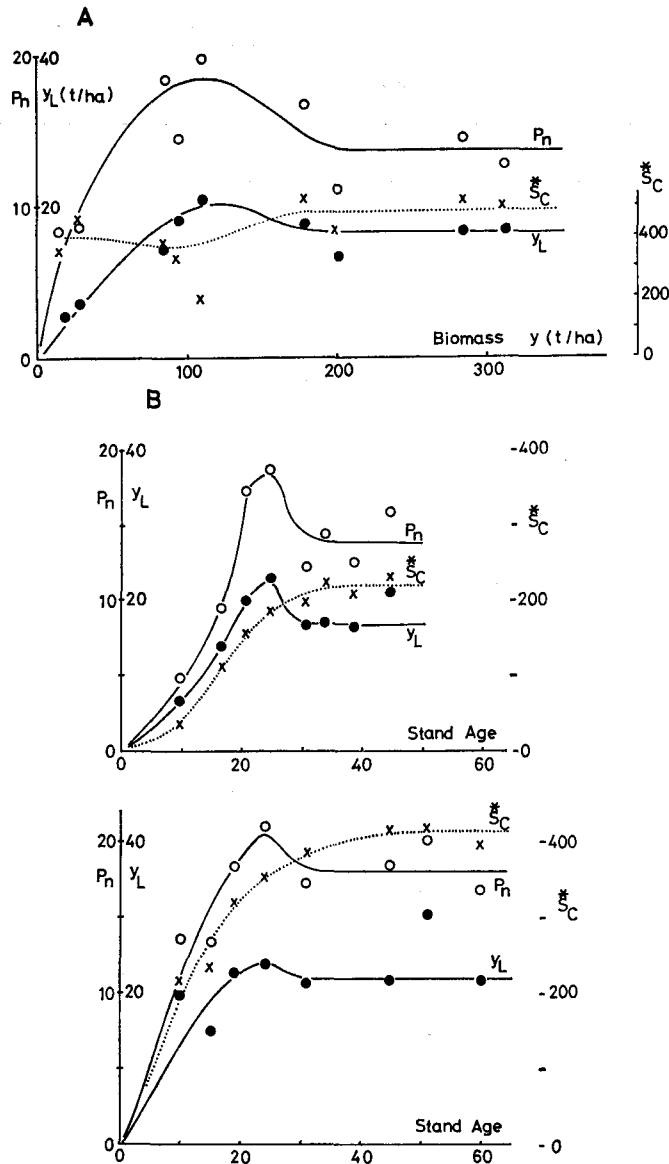 A
20 40
Pn yL (t/ha)
Pn
*
S̃C
*
S̃C
10 20
yL
400
200
0
Biomass y (t/ha)
0
0 100 200 300
B
20 40
-400
Pn yL
*
S̃C
Pn
*
S̃C
10 20
-200
yL
Stand Age
0
-0
0 20 40 60
*
S̃C
20 40
-400
Pn yL
Pn
*
S̃C
yL
10 20
-200
Stand Age
0
-0
0 20 40 60